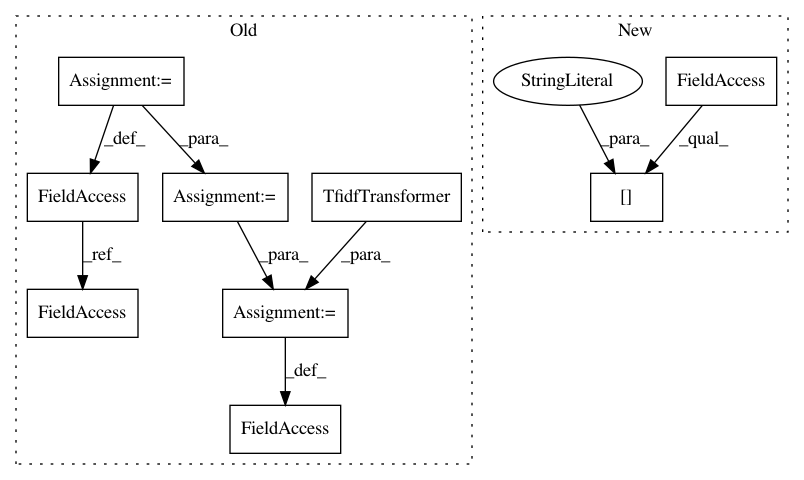 Old
New
Assignment:=
StringLiteral
FieldAccess
_def_
_para_
_para_
_qual_
FieldAccess
Assignment:=
TfidfTransformer
[]
_ref_
_para_
_para_
FieldAccess
Assignment:=
_def_
FieldAccess